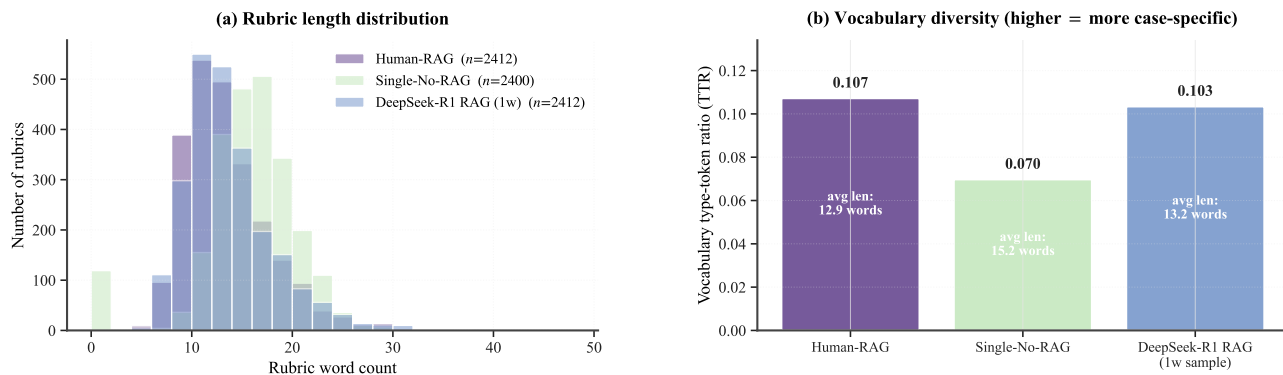 (a) Rubric length distribution
Number of rubrics
500
400
300
200
100
0
Human-RAG (n=2412)
Single-No-RAG (n=2400)
DeepSeek-R1 RAG (1w) (n=2412)
0 10 20 30 40 50
Rubric word count
(b) Vocabulary diversity (higher = more case-specific)
Vocabulary type-token ratio (TTR)
0.12
0.10
0.08
0.06
0.04
0.02
0.00
0.107
0.070
0.103
avg len:
12.9 words
avg len:
15.2 words
avg len:
13.2 words
Human-RAG
Single-No-RAG
DeepSeek-R1 RAG
(1w sample)